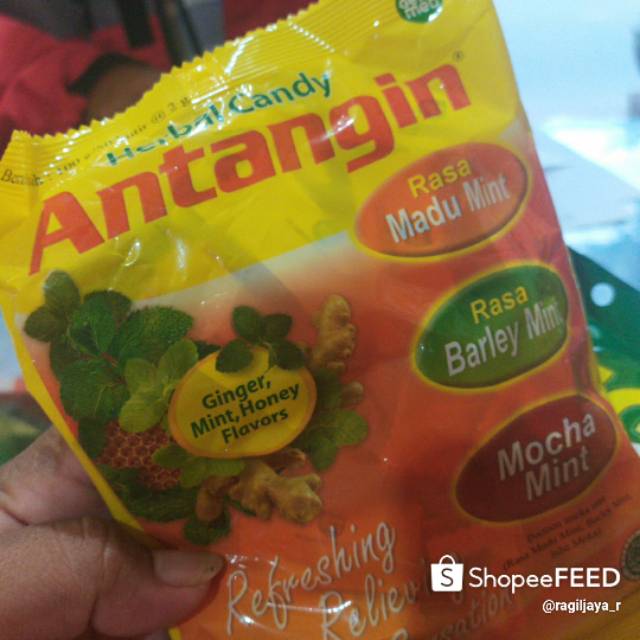 Herbal Candy
Antangin®
Rasa
Madu Mint
Rasa
Barley Mint
Mocha
Mint
Ginger,
Mint, Honey
Flavors
Refreshing
ShopeeFEED
@ragiljaya_r